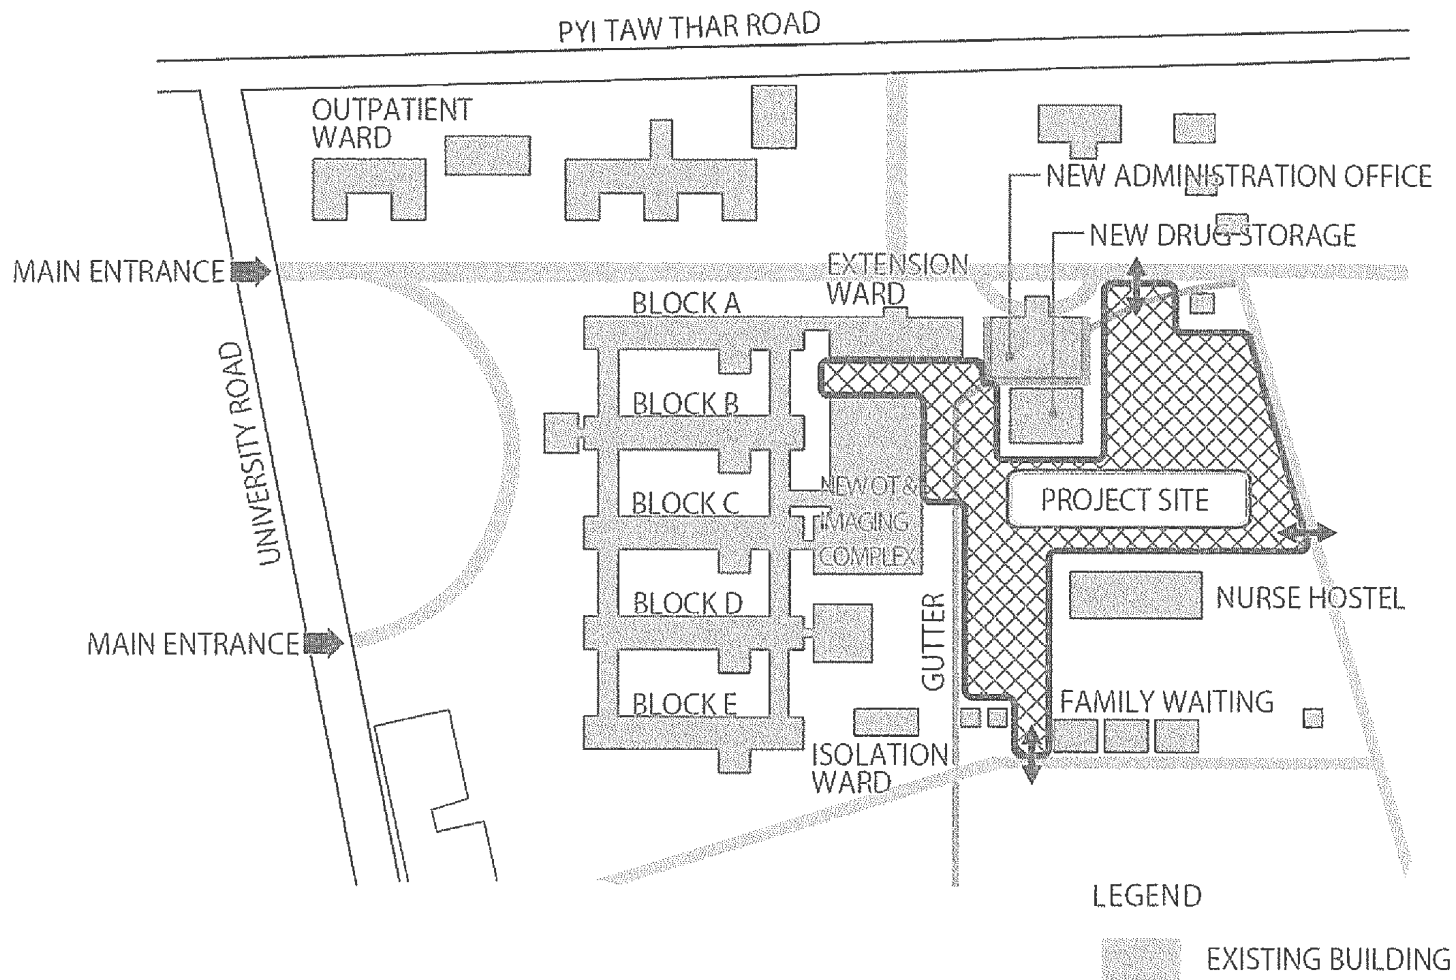 PYI TAW THAR ROAD
OUTPATIENT
WARD
NEW ADMINISTRATION OFFICE
NEW DRUG STORAGE
MAIN ENTRANCE
EXTENSION
WARD
BLOCK A
UNIVERSITY ROAD
BLOCK B
NEW OT &
IMAGING
COMPLEX
BLOCK C
PROJECT SITE
BLOCK D
NURSE HOSTEL
MAIN ENTRANCE
GUTTER
BLOCK E
FAMILY WAITING
ISOLATION
WARD
LEGEND
EXISTING BUILDING